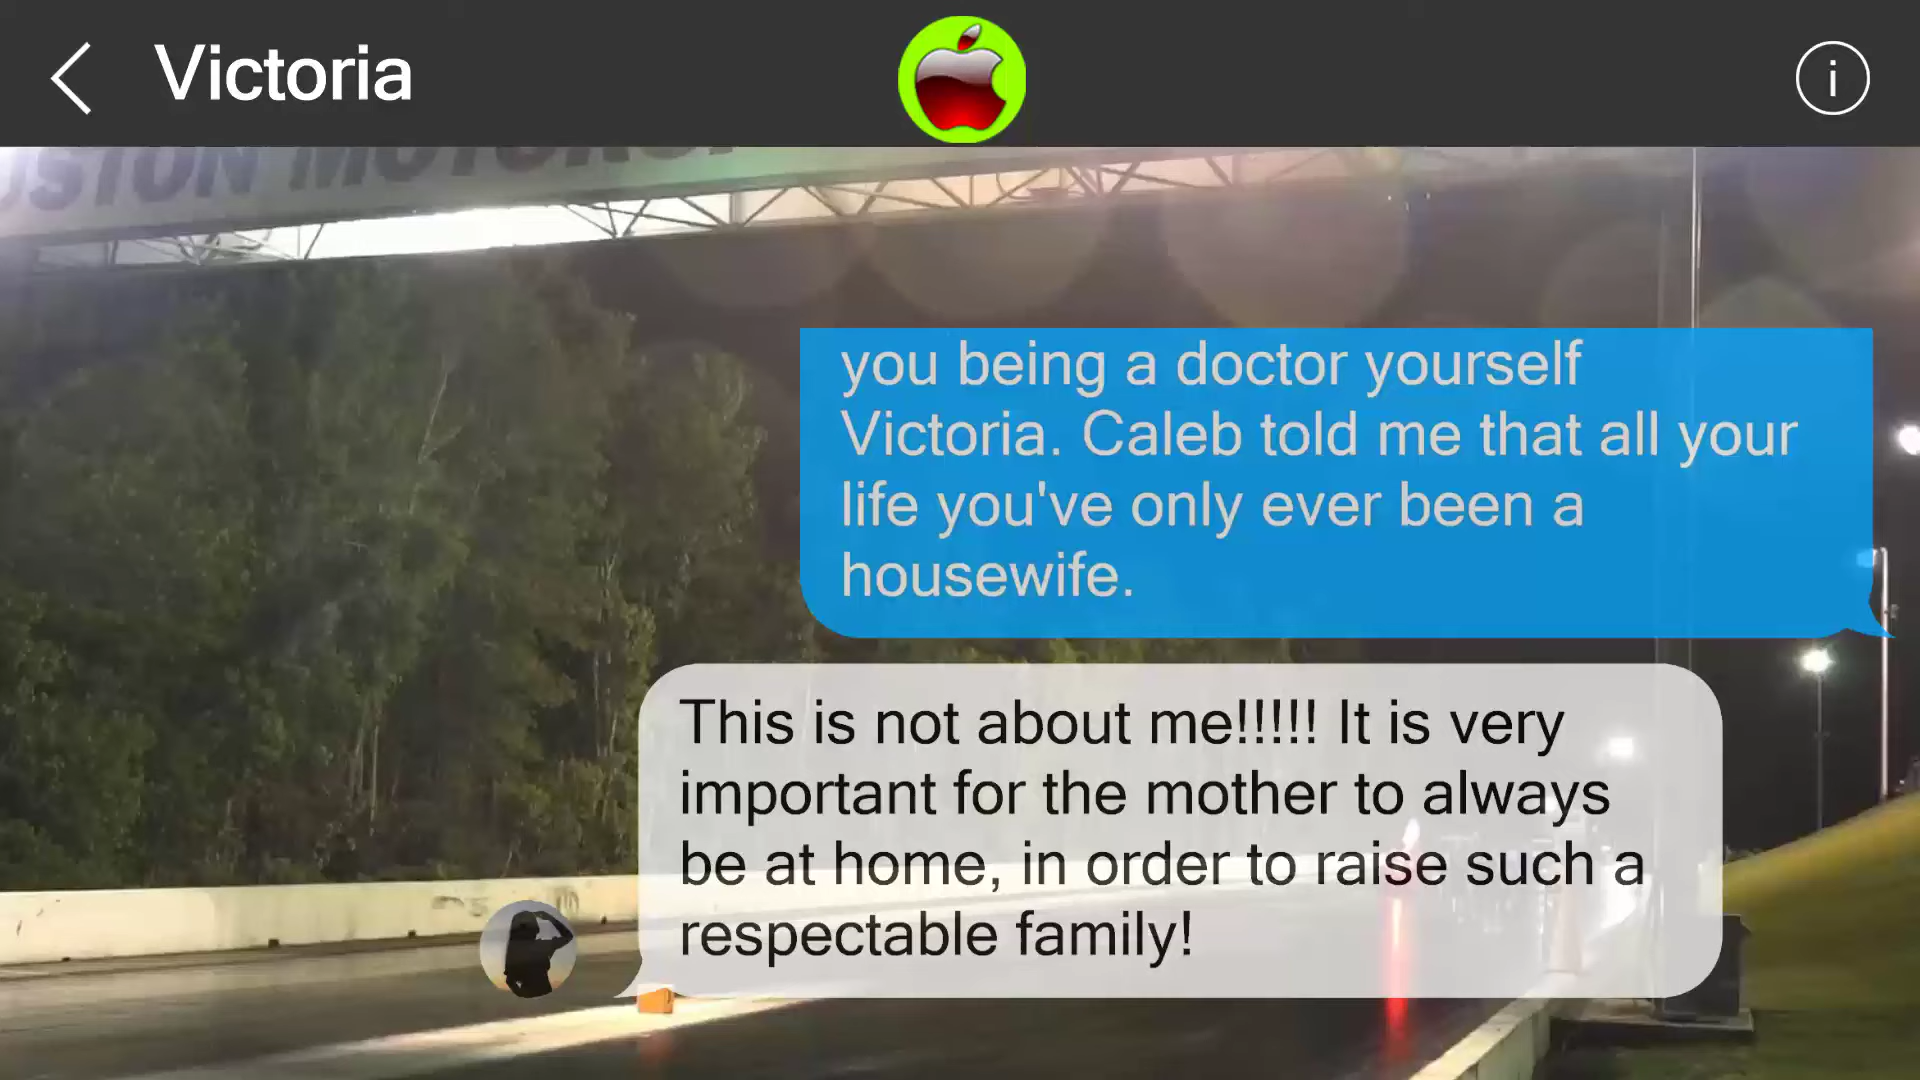 Victoria
i
USTON MOTORSP
you being a doctor yourself
Victoria. Caleb told me that all your
life you've only ever been a
housewife.
This is not about me!!!!! It is very
important for the mother to always
be at home, in order to raise such a
respectable family!